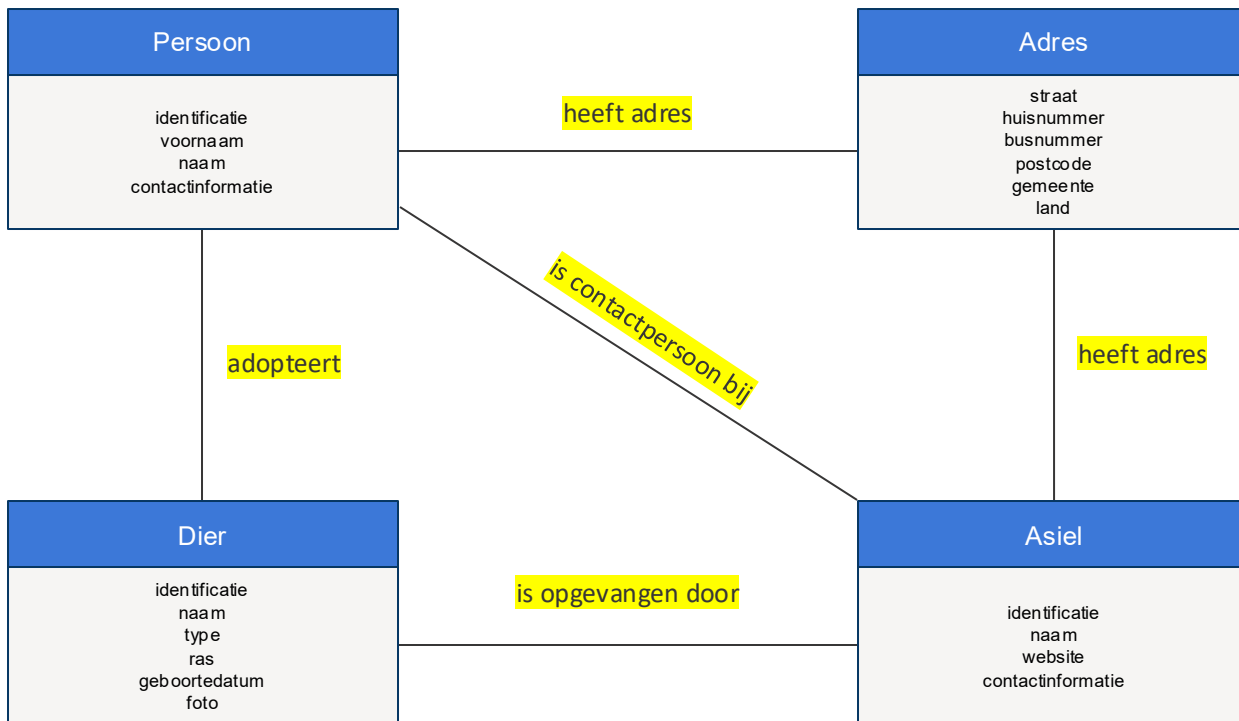 Persoon
identificatie
voornaam
naam
contactinformatie
heeft adres
Adres
straat
huisnummer
busnummer
postcode
gemeente
land
is contactpersoon bij
adopteert
heeft adres
Dier
identificatie
naam
type
ras
geboortedatum
foto
is opgevangen door
Asiel
identificatie
naam
website
contactinformatie